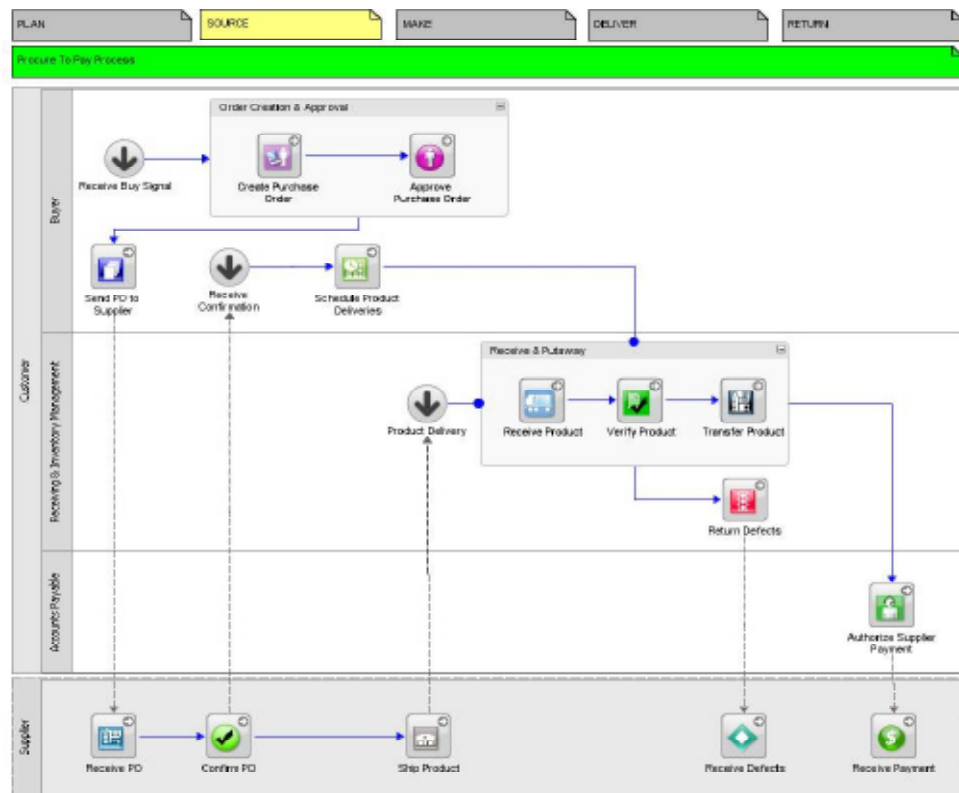 PLAN
SOURCE
MAKE
DELIVER
RETURN
Procure To Pay Process
Customer
Buyer
Order Creation & Approval
Receive Buy Signal
Create Purchase
Order
Approve
Purchase Order
Send PO to
Supplier
Receive
Confirmation
Schedule Product
Deliveries
Receiving & Inventory Management
Receive & Putaway
Product Delivery
Receive Product
Verify Product
Transfer Product
Return Defects
Accounts Payable
Authorize Supplier
Payment
Supplier
Receive PO
Confirm PO
Ship Product
Receive Defects
Receive Payment